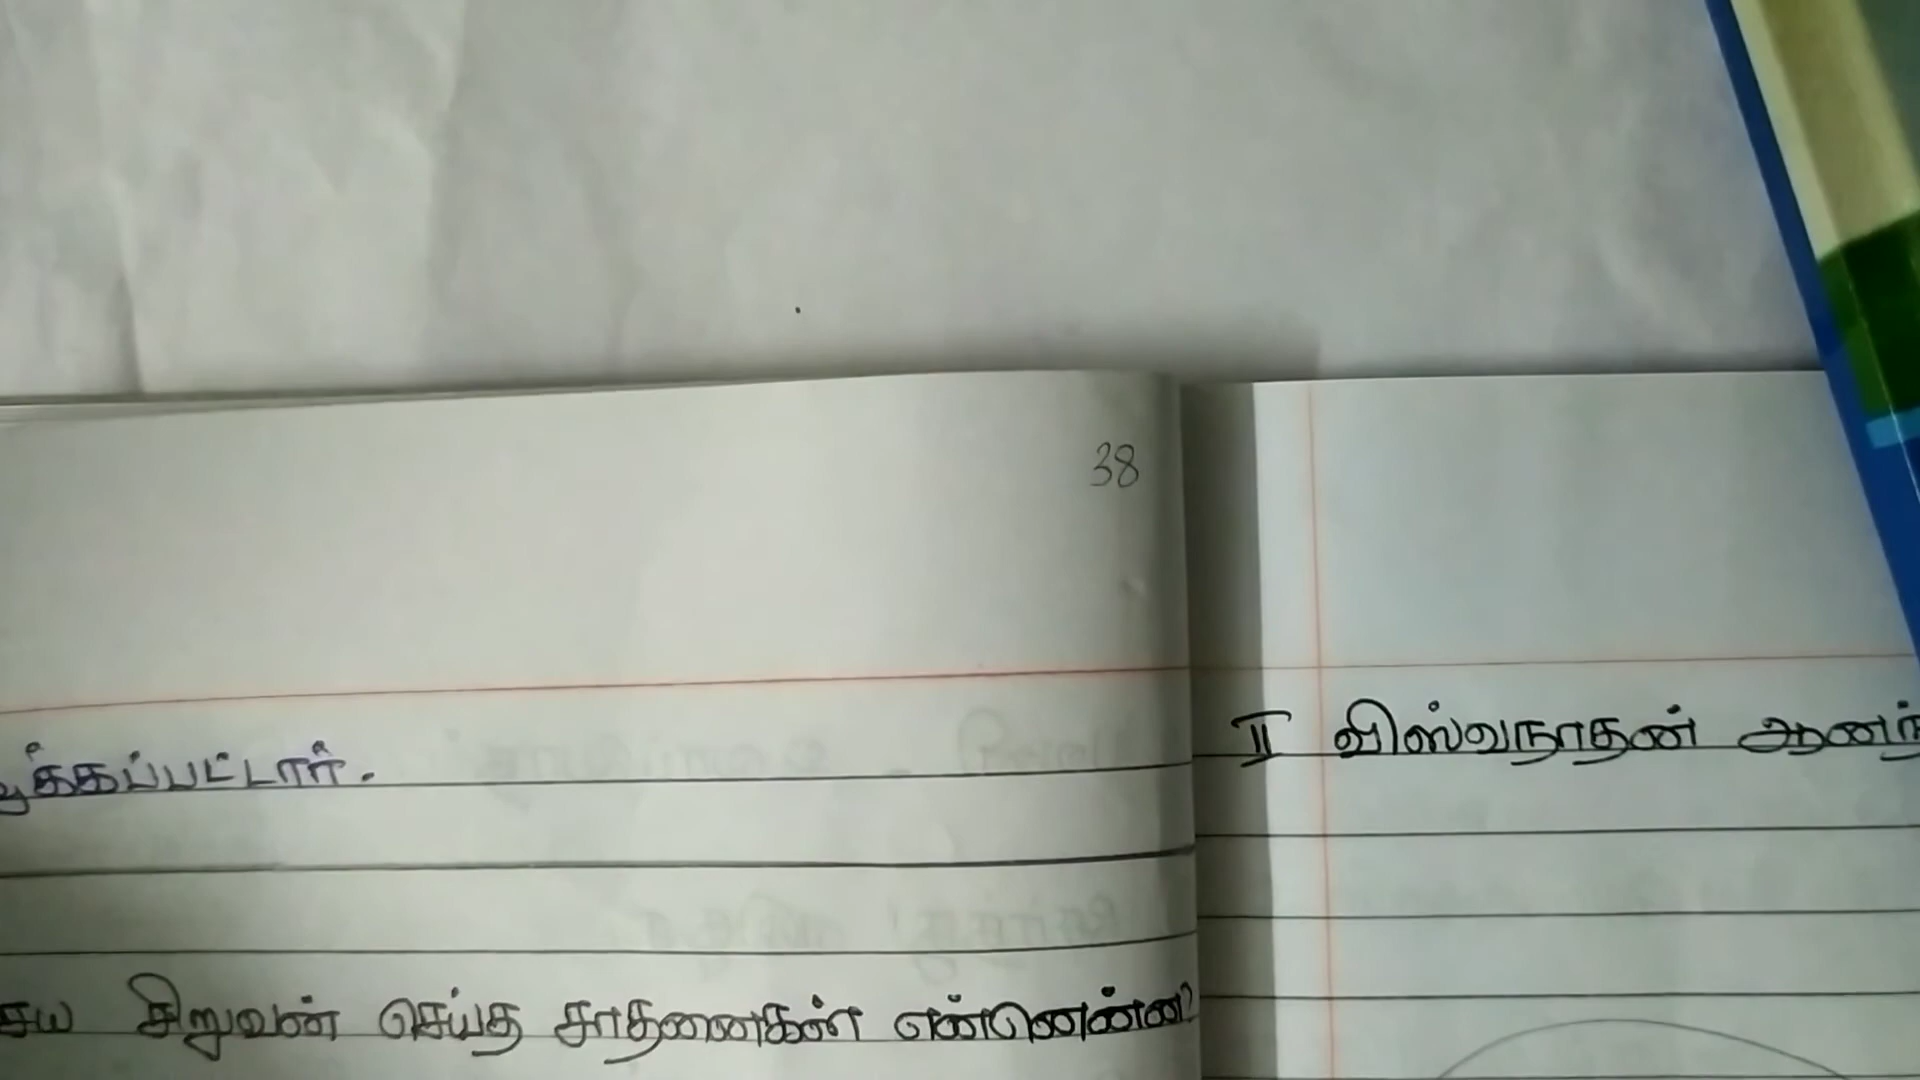 38
க்கப்பட்டார்.
சிறுவன் செய்த சாதனைகள் என்னென்ன?
II விஸ்வநாதன் ஆனந்